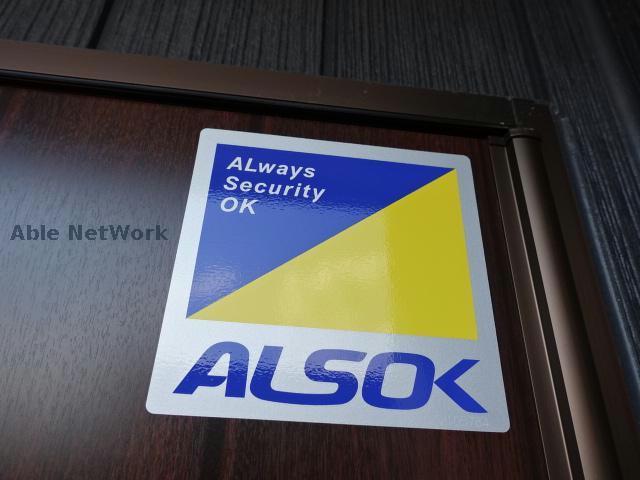 ALways
Security
OK
Able NetWork
ALSOK